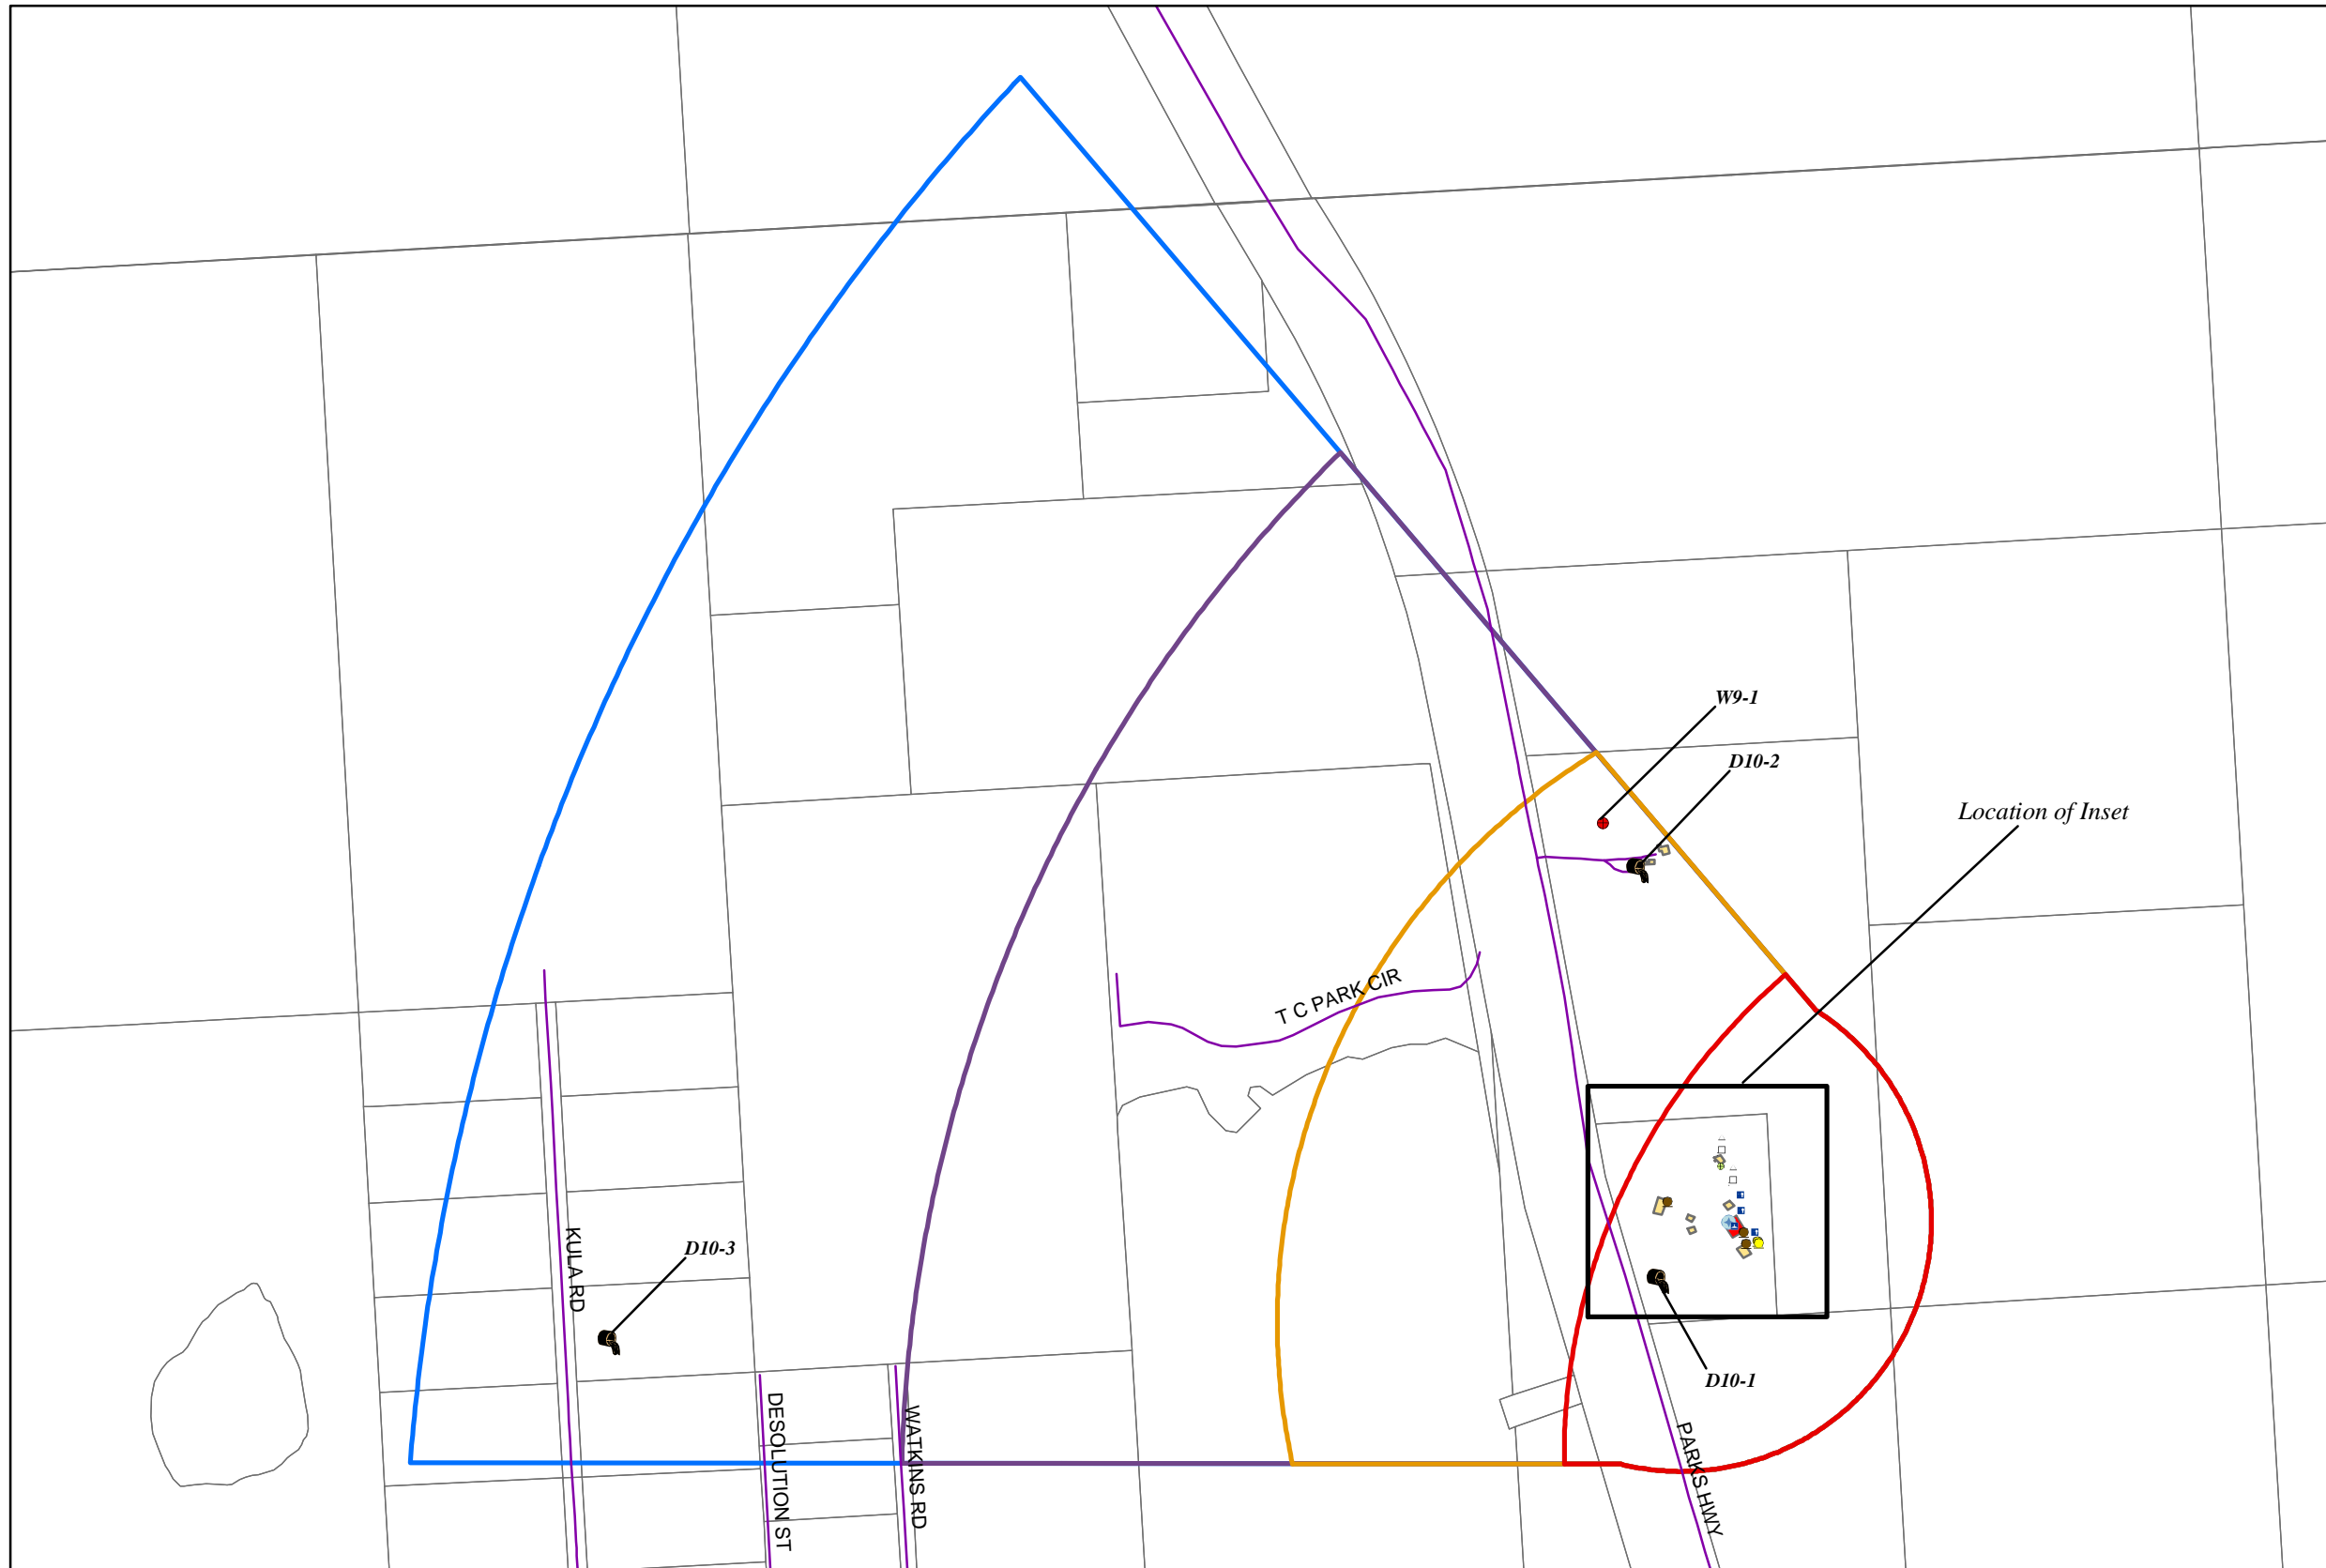 W9-1
D10-2
Location of Inset
T C PARK CIR
KULA RD
D10-3
D10-1
DESOLUTION ST
WATKINS RD
PARKS HWY